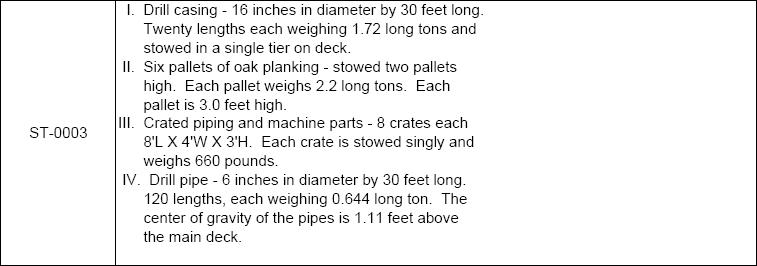 ST-0003
I. Drill casing - 16 inches in diameter by 30 feet long.
Twenty lengths each weighing 1.72 long tons and
stowed in a single tier on deck.
II. Six pallets of oak planking - stowed two pallets
high. Each pallet weighs 2.2 long tons. Each
pallet is 3.0 feet high.
III. Crated piping and machine parts - 8 crates each
8'L X 4'W X 3'H. Each crate is stowed singly and
weighs 660 pounds.
IV. Drill pipe - 6 inches in diameter by 30 feet long.
120 lengths, each weighing 0.644 long ton. The
center of gravity of the pipes is 1.11 feet above
the main deck.